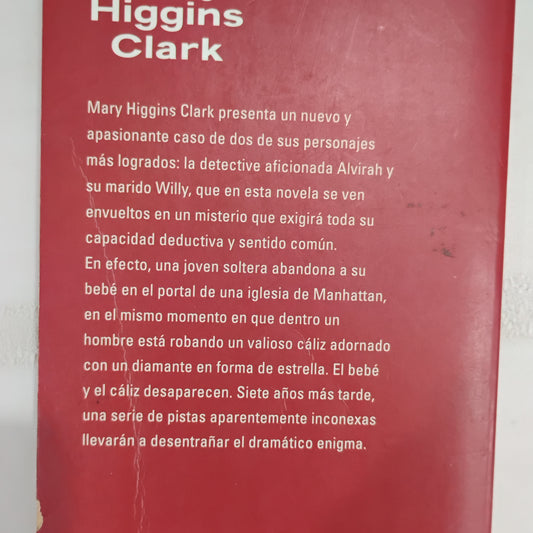 Higgins
Clark
Mary Higgins Clark presenta un nuevo y
apasionante caso de dos de sus personajes
más logrados: la detective aficionada Alvirah y
su marido Willy, que en esta novela se ven
envueltos en un misterio que exigirá toda su
capacidad deductiva y sentido común.
En efecto, una joven soltera abandona a su
bebé en el portal de una iglesia de Manhattan,
en el mismo momento en que dentro un
hombre está robando un valioso cáliz adornado
con un diamante en forma de estrella. El bebé
y el cáliz desaparecen. Siete años más tarde,
una serie de pistas aparentemente inconexas
llevarán a desentrañar el dramático enigma.